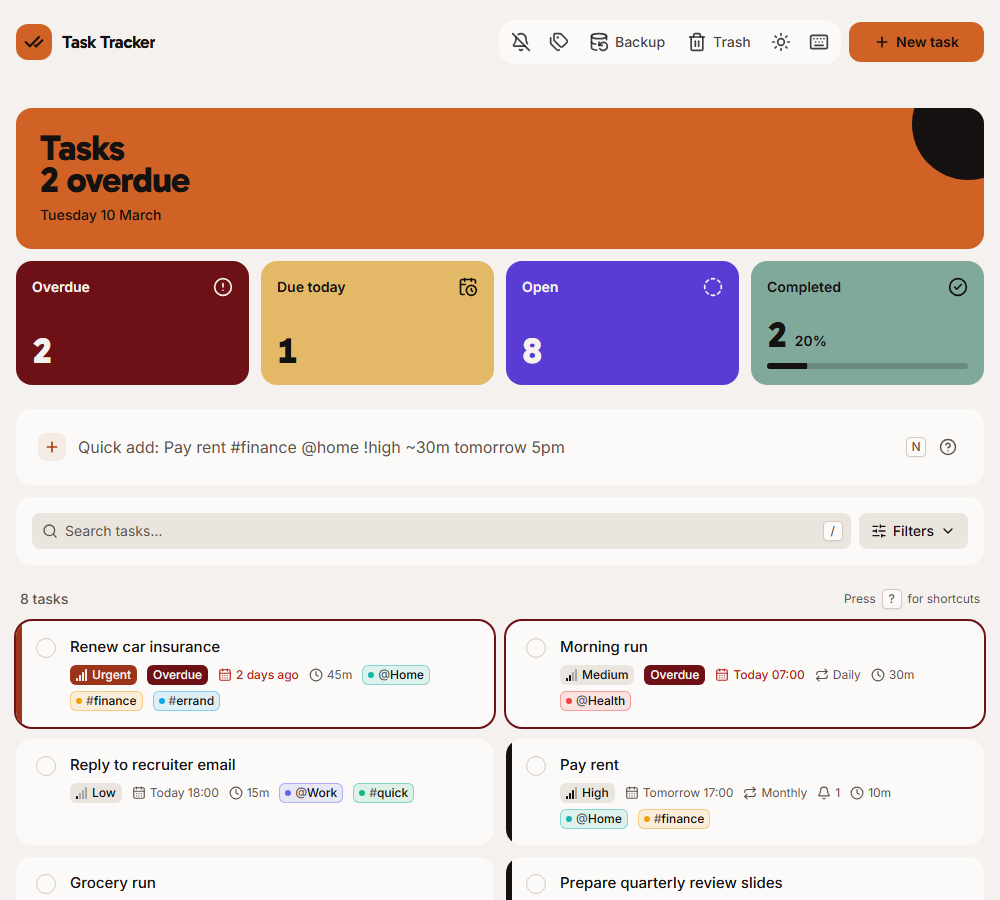 Task Tracker
Backup
Trash
New task
Tasks
2 overdue
Tuesday 10 March
Overdue
2
Due today
1
Open
8
Completed
2 20%
Quick add: Pay rent #finance @home !high ~30m tomorrow 5pm
N
Search tasks...
/
Filters
8 tasks
Press ? for shortcuts
Renew car insurance
Urgent Overdue 2 days ago 45m @Home
#finance #errand
Morning run
Medium Overdue Today 07:00 Daily 30m
@Health
Reply to recruiter email
Low Today 18:00 15m @Work #quick
Pay rent
High Tomorrow 17:00 Monthly 1 10m
@Home #finance
Grocery run
Prepare quarterly review slides